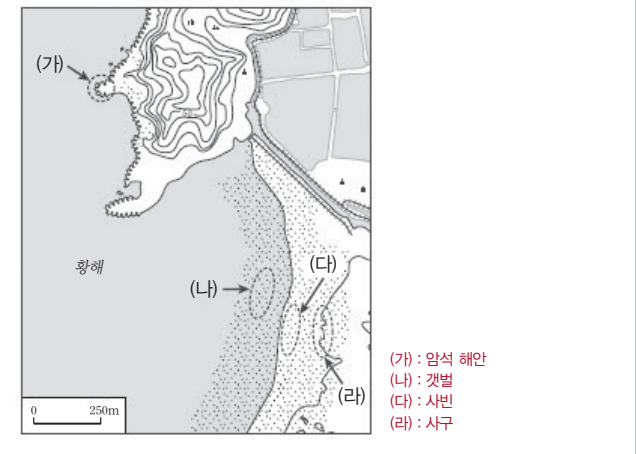 (가)
황해
(나)
(다)
(라)
0 250m
(가) : 암석 해안
(나) : 갯벌
(다) : 사빈
(라) : 사구